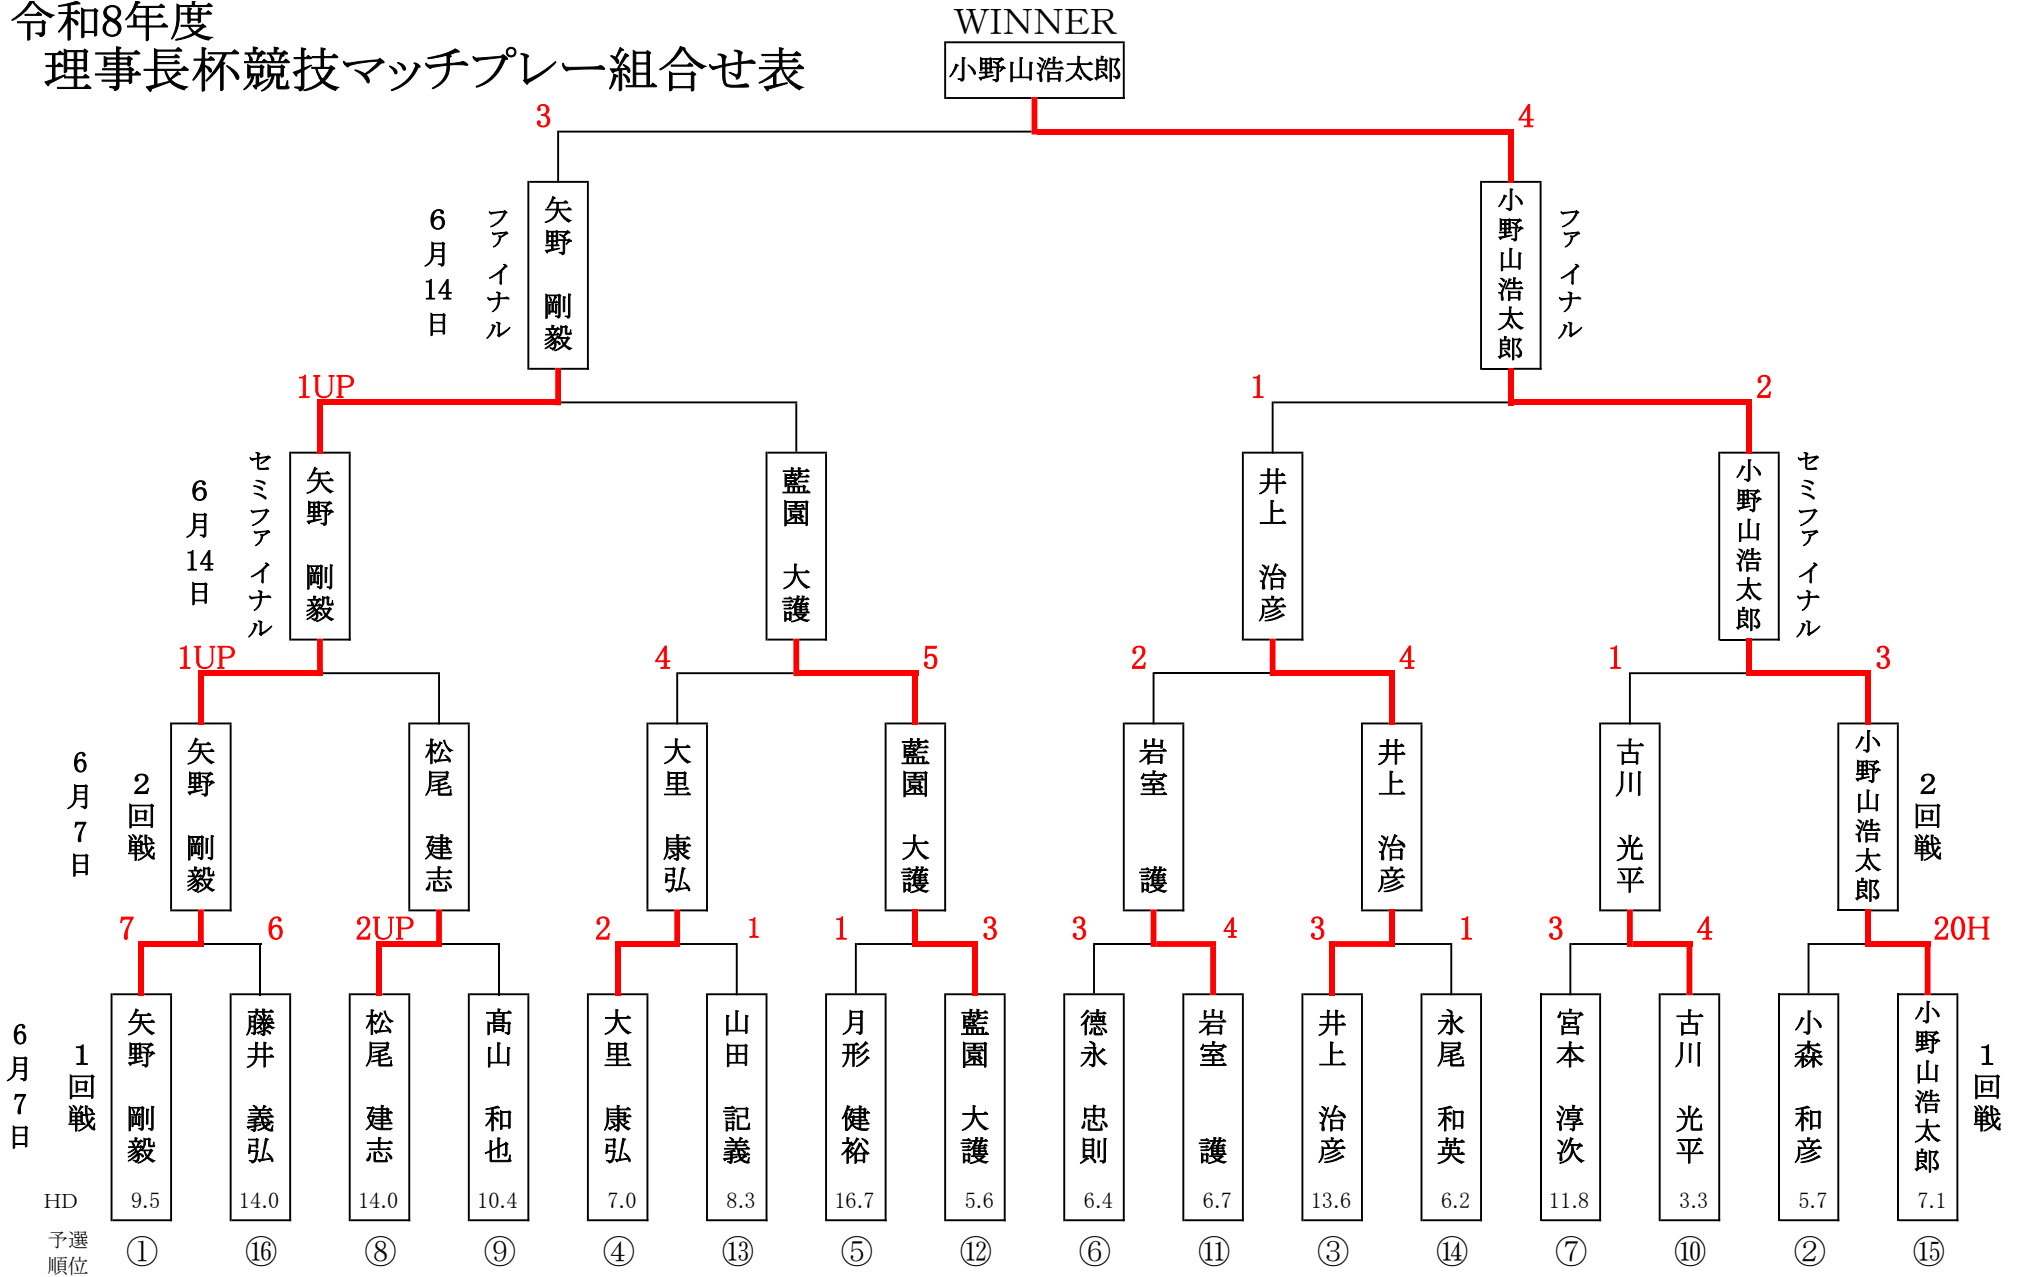 令和8年度
理事長杯競技マッチプレー組合せ表
WINNER
小野山浩太郎
3
4
6月14日
ファイナル
矢野 剛毅
小野山浩太郎
ファイナル
1UP
1
2
6月14日
セミファイナル
矢野 剛毅
藍園 大護
井上 治彦
小野山浩太郎
セミファイナル
1UP
4
5
2
4
1
3
6月7日
2回戦
矢野 剛毅
松尾 建志
大里 康弘
藍園 大護
岩室 護
井上 治彦
古川 光平
小野山浩太郎
2回戦
7
6
2UP
2
1
1
3
3
4
3
1
3
4
20H
6月7日
1回戦
矢野 剛毅
藤井 義弘
松尾 建志
髙山 和也
大里 康弘
山田 記義
月形 健裕
藍園 大護
德永 忠則
岩室 護
井上 治彦
永尾 和英
宮本 淳次
古川 光平
小森 和彦
小野山浩太郎
1回戦
HD 9.5 14.0 14.0 10.4 7.0 8.3 16.7 5.6 6.4 6.7 13.6 6.2 11.8 3.3 5.7 7.1
予選
順位
① ⑯ ⑧ ⑨ ④ ⑬ ⑤ ⑫ ⑥ ⑪ ③ ⑭ ⑦ ⑩ ② ⑮